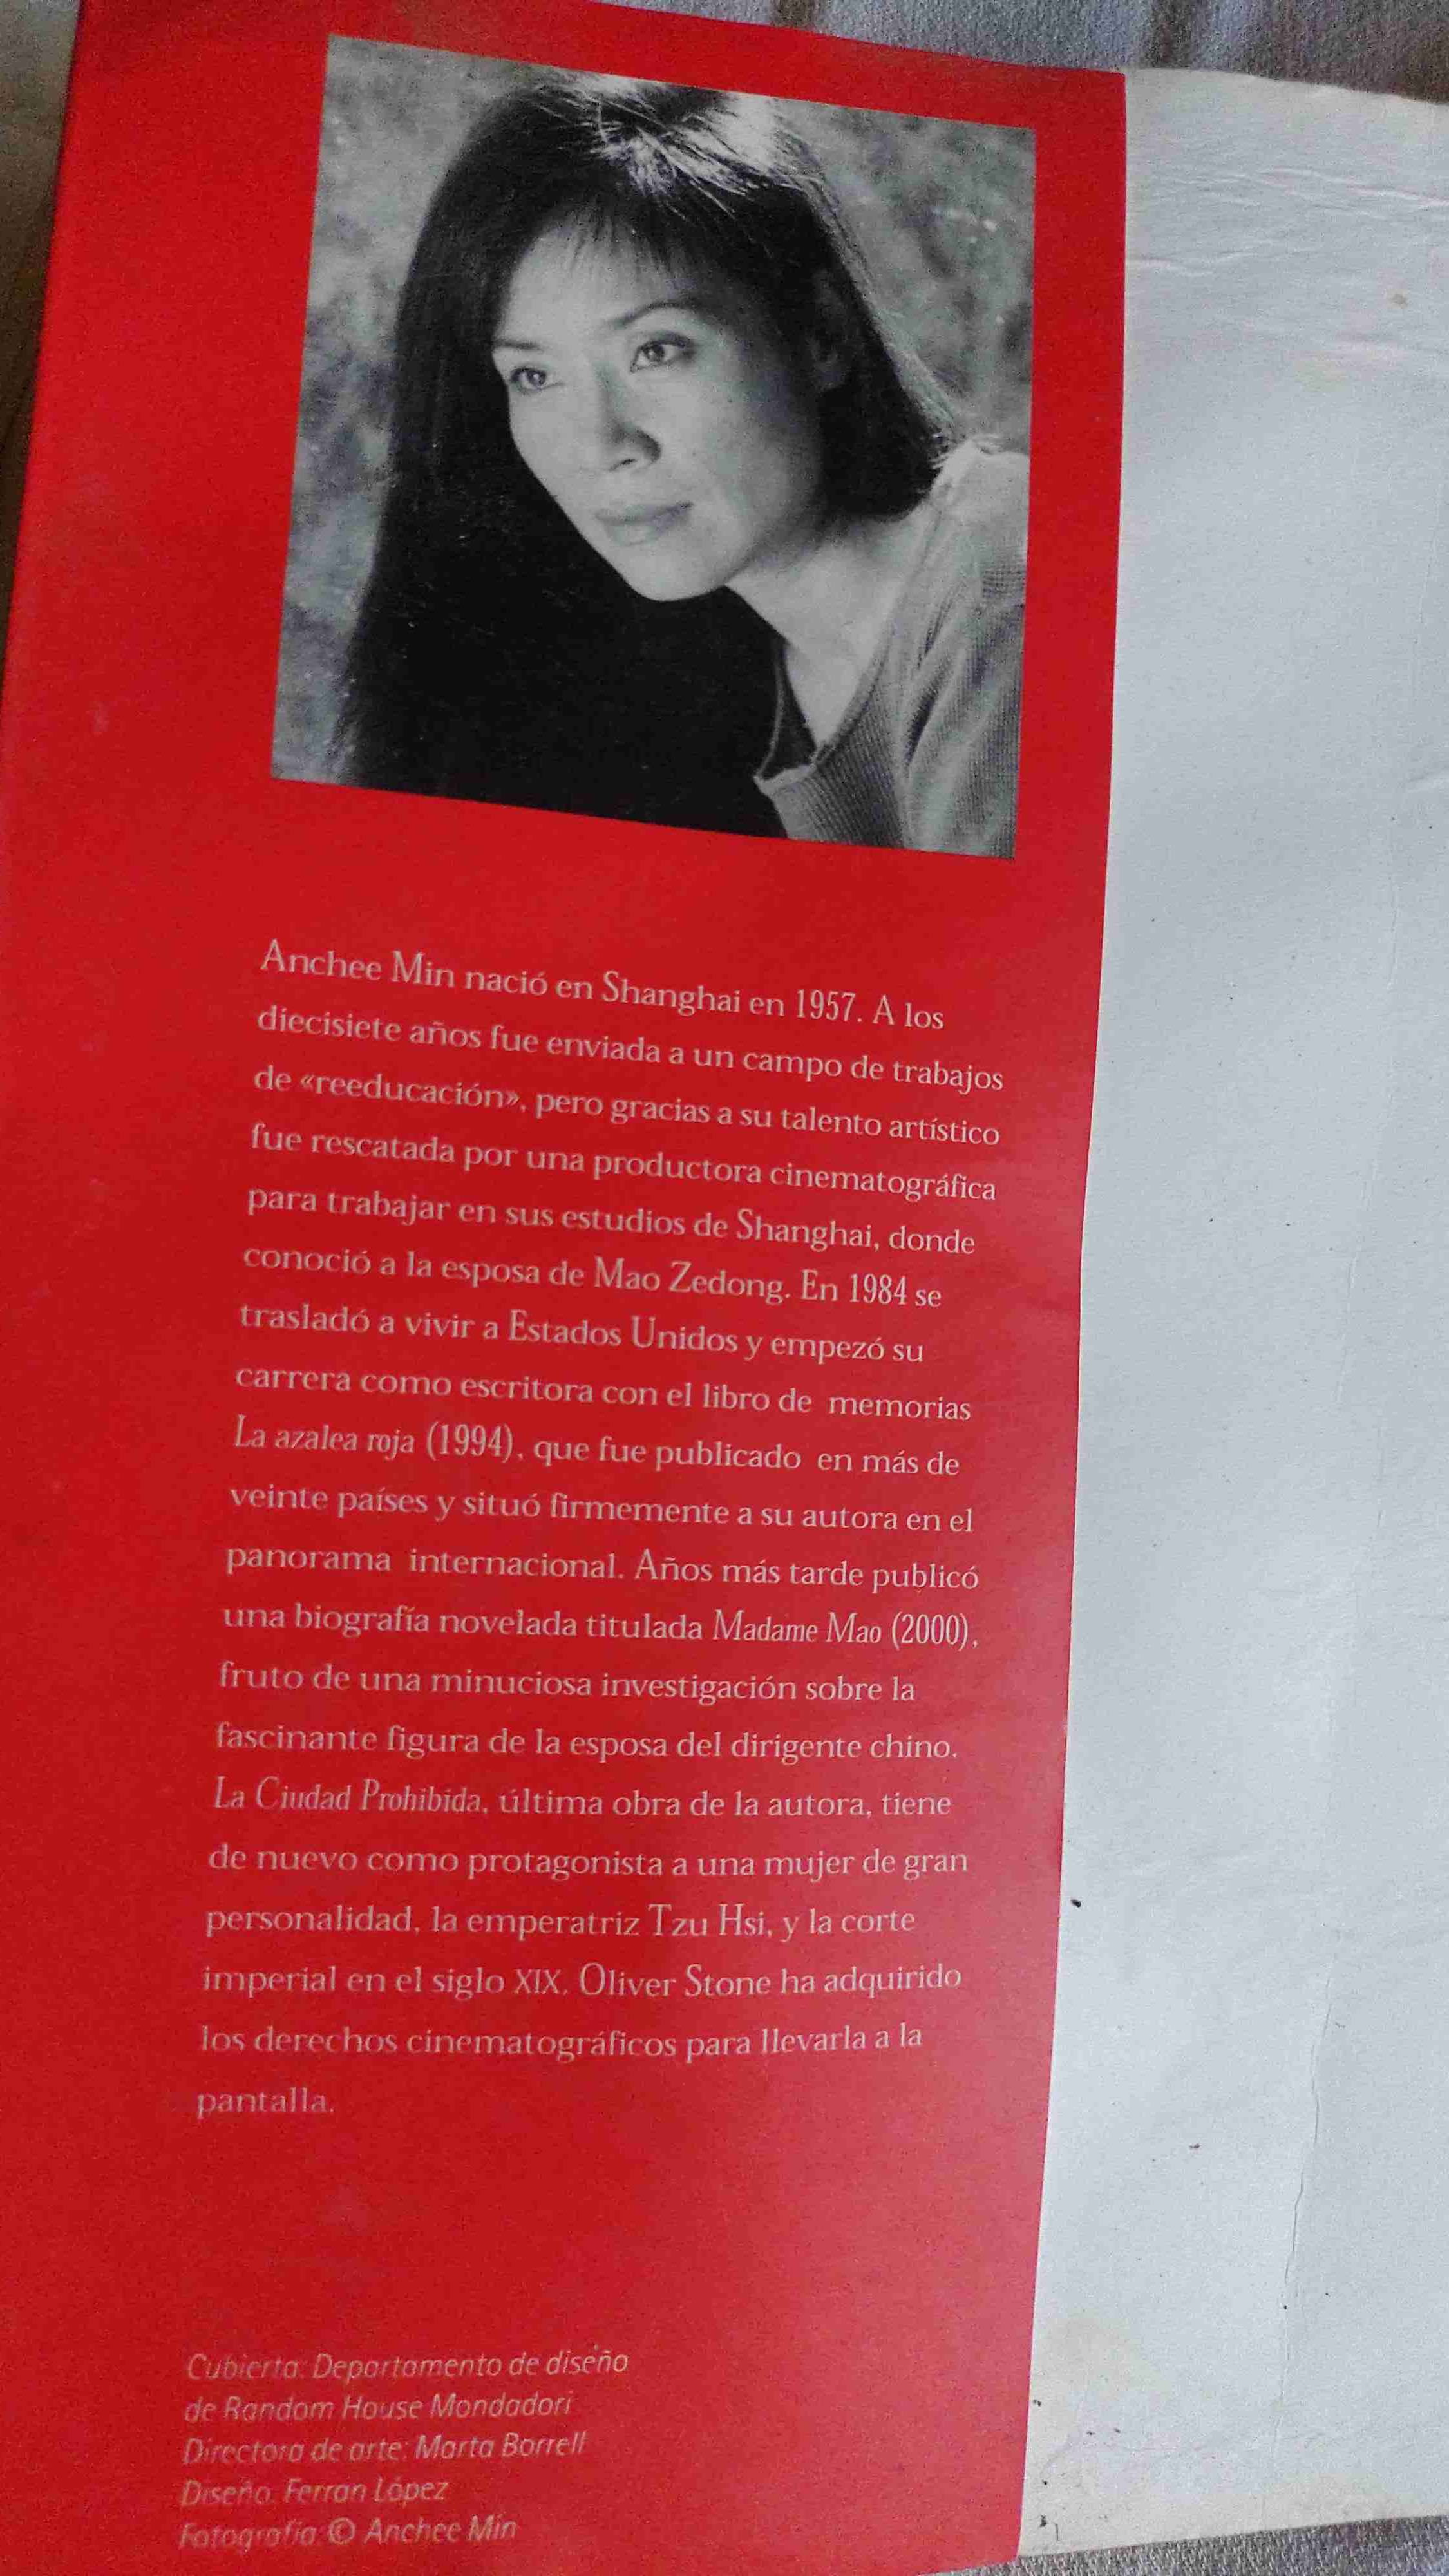 Anchee Min nació en Shanghai en 1957. A los
diecisiete años fue enviada a un campo de trabajos
de «reeducación», pero gracias a su talento artístico
fue rescatada por una productora cinematográfica
para trabajar en sus estudios de Shanghai, donde
conoció a la esposa de Mao Zedong. En 1984 se
trasladó a vivir a Estados Unidos y empezó su
carrera como escritora con el libro de memorias
La azalea roja (1994), que fue publicado en más de
veinte países y situó firmemente a su autora en el
panorama internacional. Años más tarde publicó
una biografía novelada titulada Madame Mao (2000),
fruto de una minuciosa investigación sobre la
fascinante figura de la esposa del dirigente chino.
La Ciudad Prohibida, última obra de la autora, tiene
de nuevo como protagonista a una mujer de gran
personalidad, la emperatriz Tzu Hsi, y la corte
imperial en el siglo XIX. Oliver Stone ha adquirido
los derechos cinematográficos para llevarla a la
pantalla.
Cubierta: Departamento de diseño
de Random House Mondadori
Directora de arte: Marta Borrell
Diseño: Ferran López
Fotografía: © Anchee Min